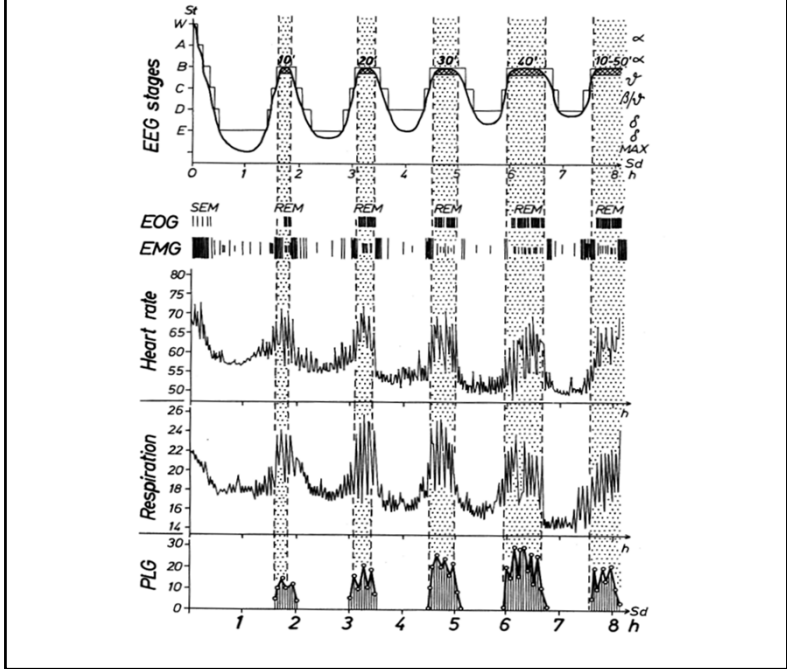 St
W
A
B
C
D
E
EEG stages
10'
20'
30'
40'
10'-50'
∝
∝
ϑ
β/ϑ
δ
δ
MAX
Sd
0 1 2 3 4 5 6 7 8 h
SEM REM REM REM REM REM
EOG
EMG
Heart rate
80
75
70
65
60
55
50
h
Respiration
26
24
22
20
18
16
14
h
PLG
30
20
10
0
Sd
1 2 3 4 5 6 7 8 h